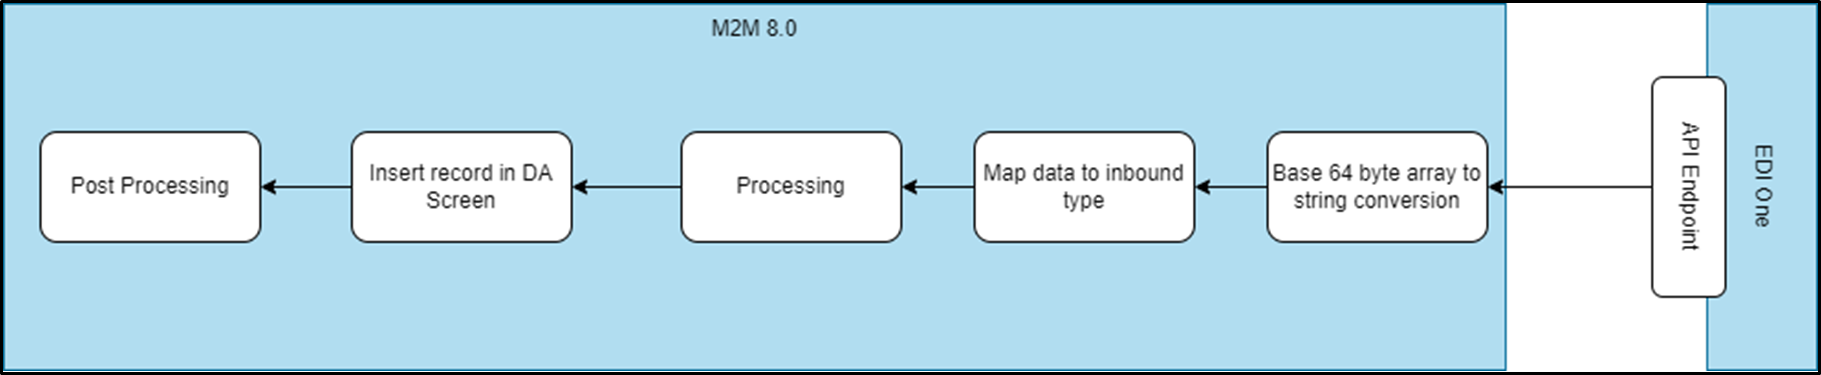 M2M 8.0
Post Processing
Insert record in DA
Screen
Processing
Map data to inbound
type
Base 64 byte array to
string conversion
API Endpoint
EDI One